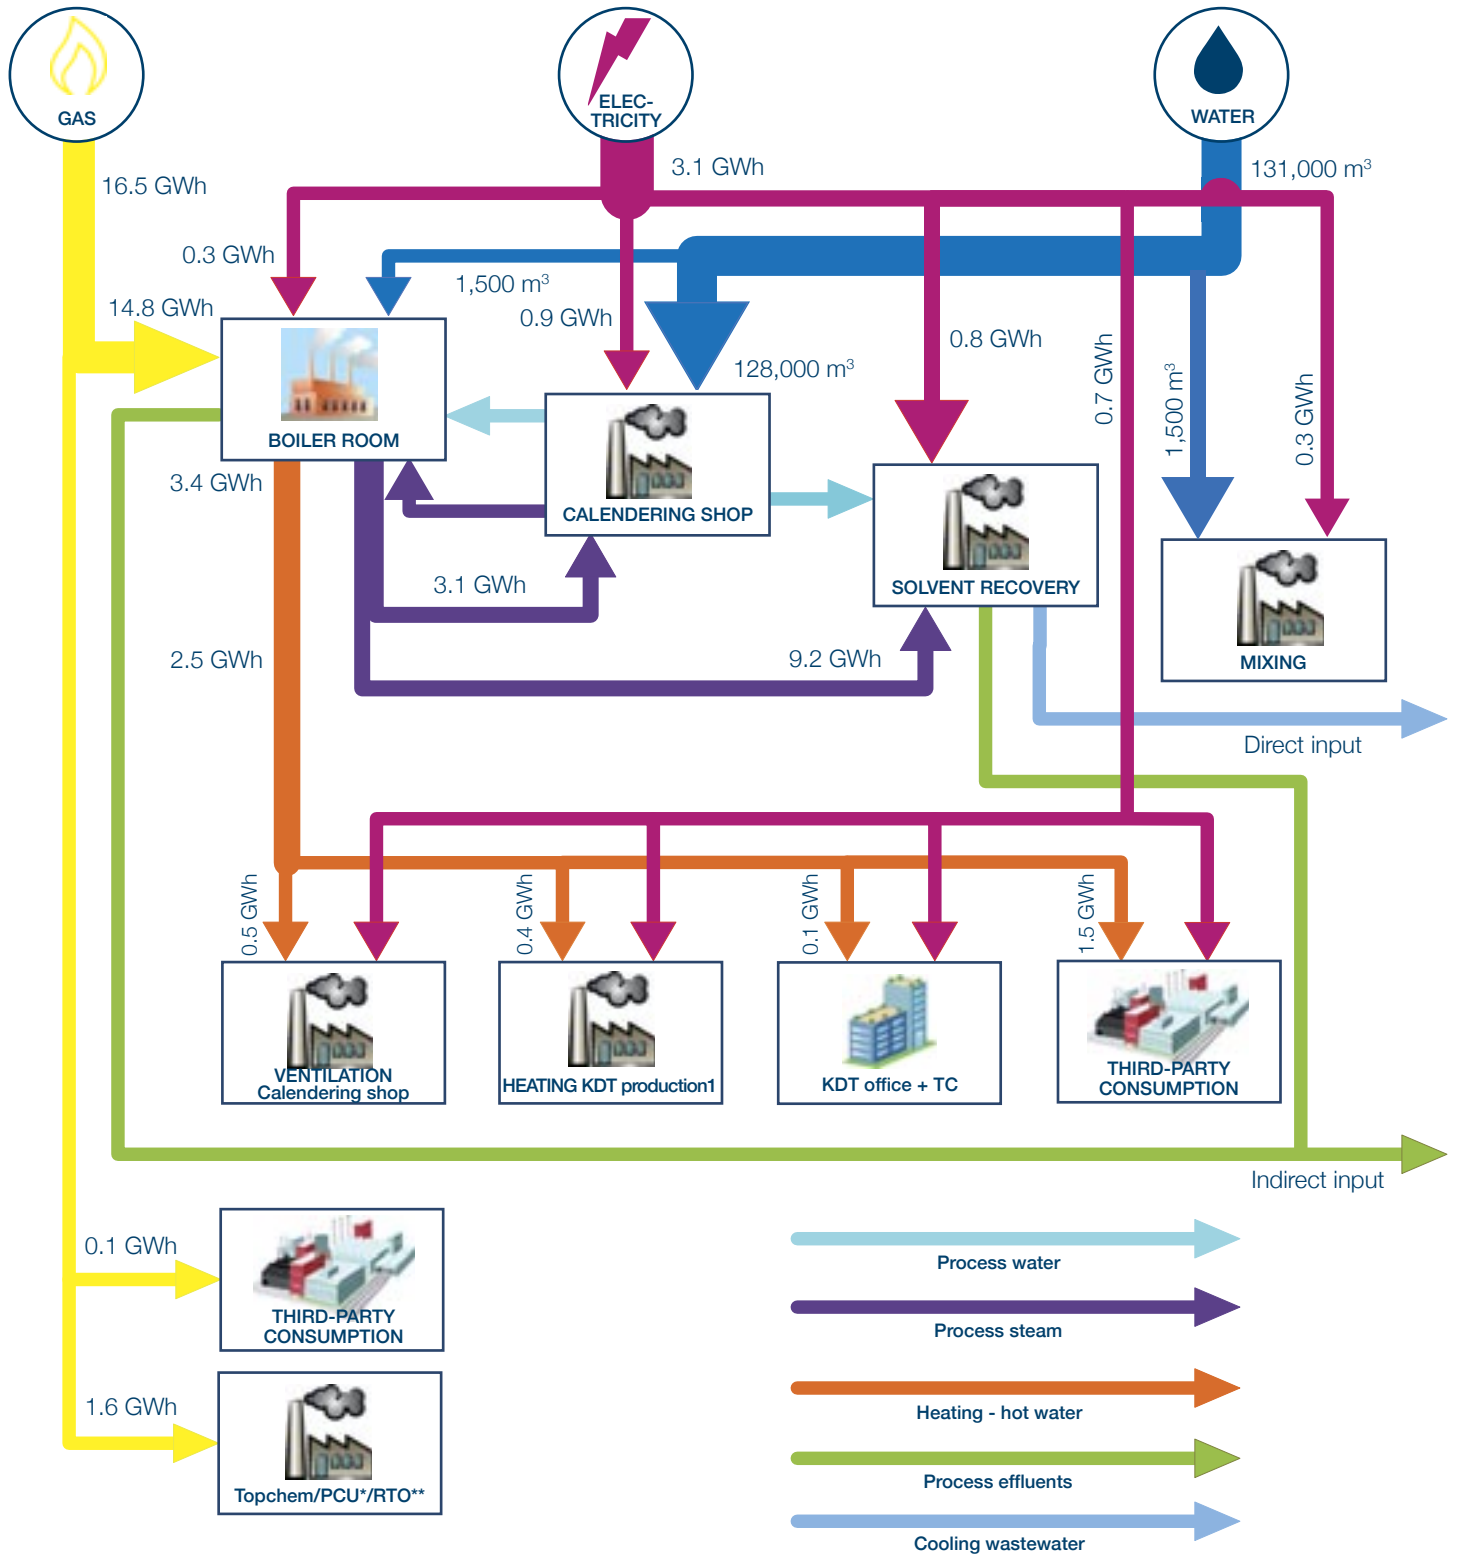 GAS
ELEC-
TRICITY
WATER
16.5 GWh
3.1 GWh
131,000 m³
0.3 GWh
1,500 m³
14.8 GWh
0.9 GWh
0.8 GWh
0.7 GWh
1,500 m³
0.3 GWh
128,000 m³
BOILER ROOM
3.4 GWh
CALENDERING SHOP
3.1 GWh
SOLVENT RECOVERY
2.5 GWh
9.2 GWh
MIXING
Direct input
0.5 GWh
0.4 GWh
0.1 GWh
1.5 GWh
VENTILATION
Calendering shop
HEATING KDT production1
KDT office + TC
THIRD-PARTY
CONSUMPTION
Indirect input
0.1 GWh
THIRD-PARTY
CONSUMPTION
1.6 GWh
Topchem/PCU*/RTO**
Process water
Process steam
Heating - hot water
Process effluents
Cooling wastewater